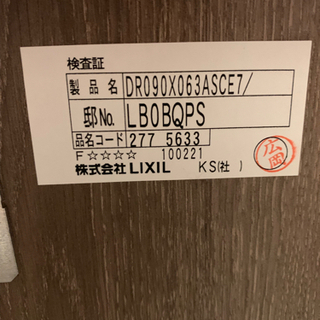 検査証
製品名 DR090X063ASCE7/
邸No. LB0BQPS
品名コード 277 5633
F☆☆☆☆ 100221
株式会社 LIXIL KS(社 )
広岡